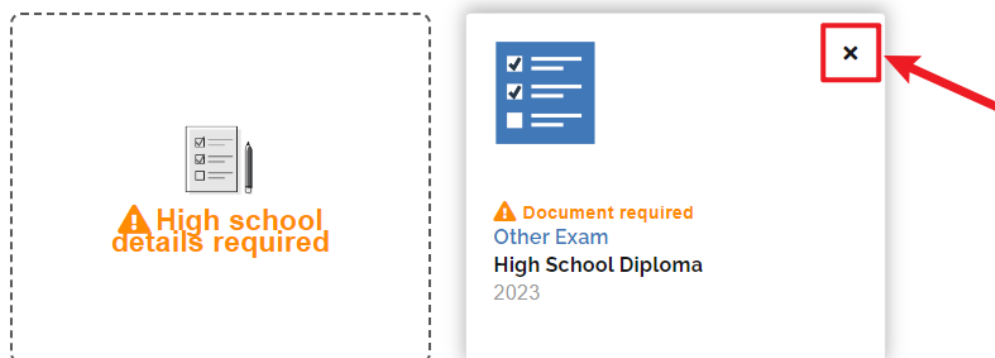 High school
details required
Document required
Other Exam
High School Diploma
2023